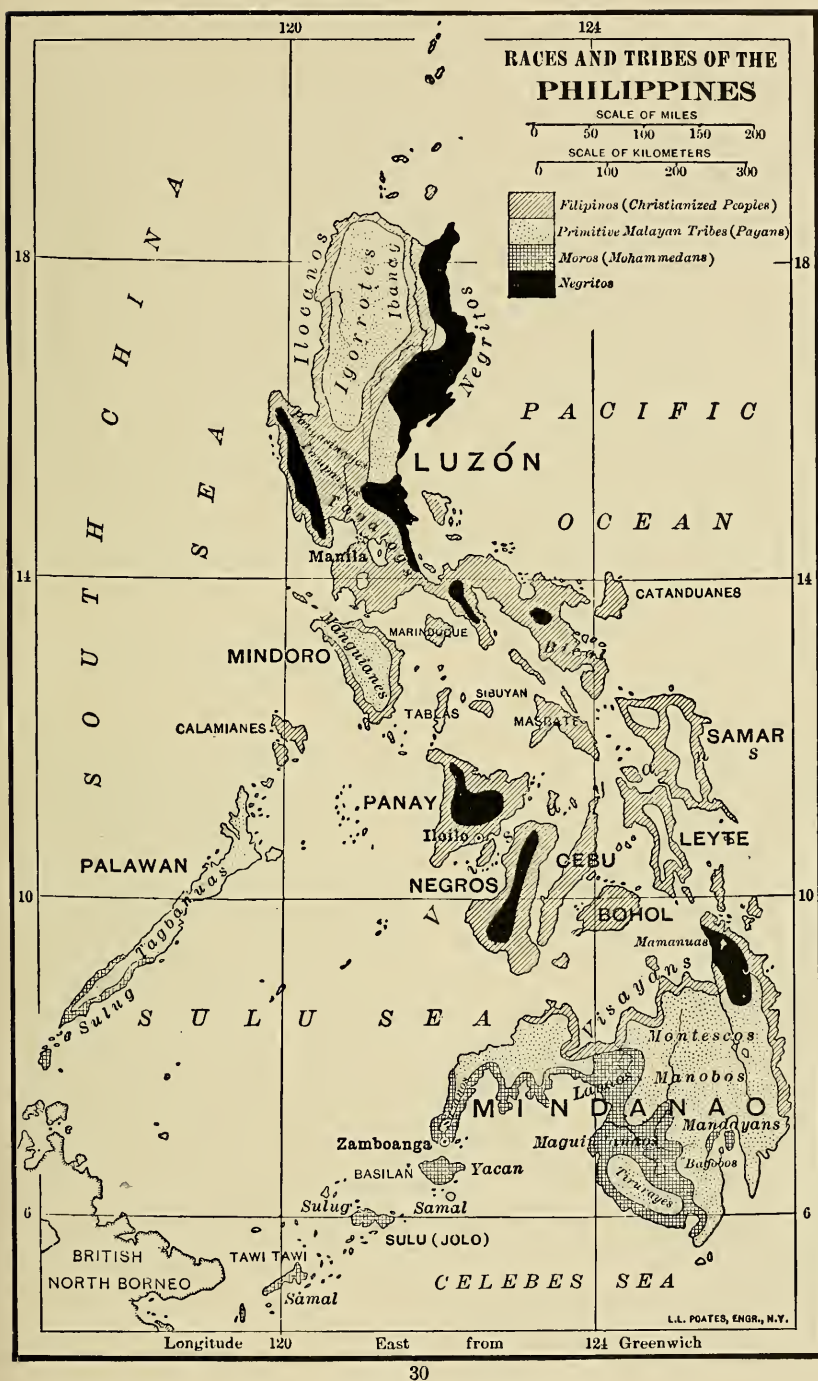 120 124
RACES AND TRIBES OF THE
PHILIPPINES
SCALE OF MILES
0 50 100 150 200
SCALE OF KILOMETERS
0 100 200 300
Filipinos (Christianized Peoples)
Primitive Malayan Tribes (Pagans)
Moros (Mohammedans)
Negritos
18 18
SOUTH CHINA SEA
Ilocanos
Igorrotes
Ibanag
Negritos
PACIFIC
OCEAN
LUZÓN
Tagalogs
Manila
14 14
CATANDUANES
MARINDUQUE
Bicol
MINDORO
Manguianes
SIBUYAN
TABLAS
MASBATE
CALAMIANES
SAMAR
Visayans
PANAY
Iloilo
LEYTE
PALAWAN
CEBU
NEGROS
10 10
BOHOL
Tagbanuas
Mamanuas
Sulug
SULU SEA
Visayans
Montescos
Lanaos
Manobos
MINDANAO
Mandayans
Zamboanga
Bagobos
BASILAN
Yacan
Tirurayes
Samal
Sulug
6 6
SULU (JOLO)
BRITISH
NORTH BORNEO
TAWI TAWI
Samal
CELEBES SEA
L.L. POATES, ENGR., N.Y.
Longitude 120 East from 124 Greenwich
30